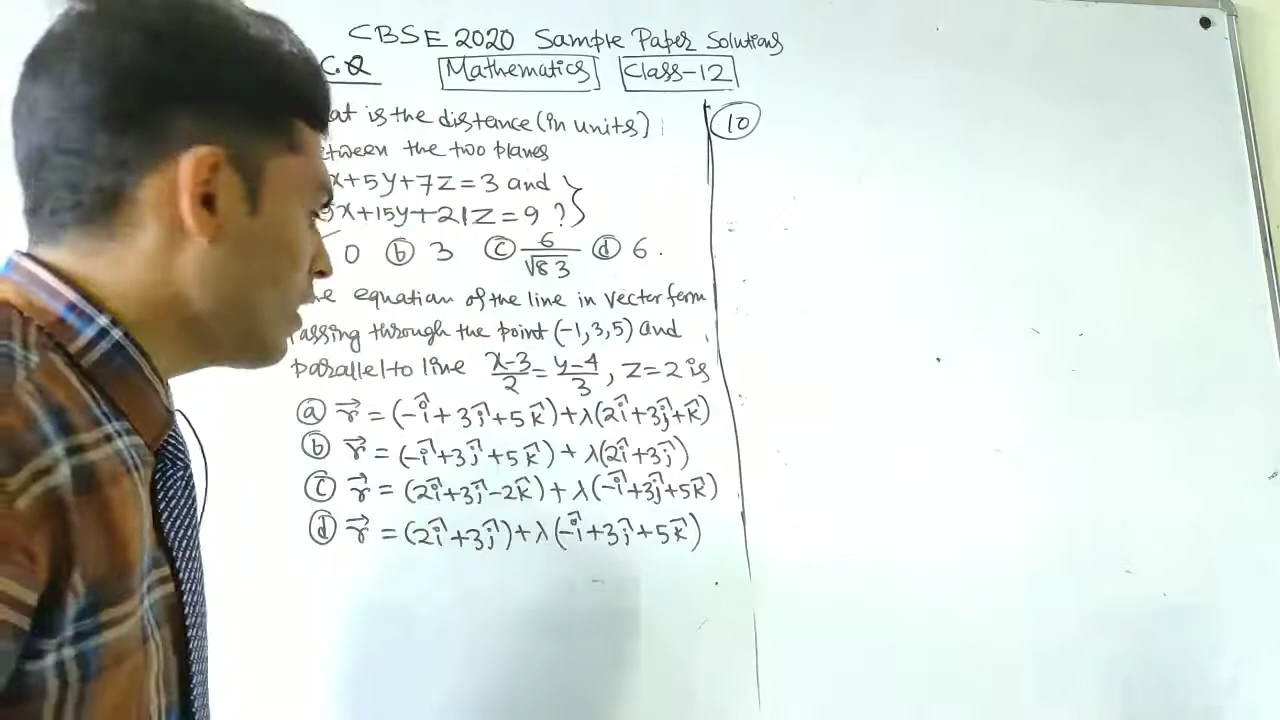 CBSE 2020 Sample Paper Solutions
C.Q Mathematics Class-12
at is the distance (in units)
tween the two planes
x+5y+7z=3 and
x+15y+21z=9 ?}
0 ⓑ 3 ⓒ 6/√83 ⓓ 6.
e equation of the line in vector form
assing through the point (-1,3,5) and
parallel to line x-3/2 = y-4/3, z=2 is
ⓐ r⃗ = (-î+3ĵ+5k̂)+λ(2î+3ĵ+k̂)
ⓑ r⃗ = (-î+3ĵ+5k̂)+λ(2î+3ĵ)
ⓒ r⃗ = (2î+3ĵ-2k̂)+λ(-î+3ĵ+5k̂)
ⓓ r⃗ = (2î+3ĵ)+λ(-î+3ĵ+5k̂)
10